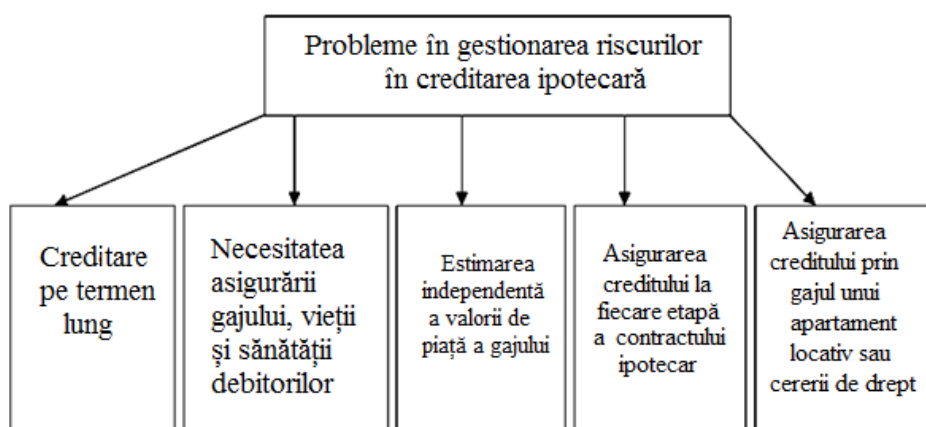 Probleme în gestionarea riscurilor
în creditarea ipotecară
Creditare
pe termen
lung
Necesitatea
asigurării
gajului, vieții
și sănătății
debitorilor
Estimarea
independentă
a valorii de
piață a gajului
Asigurarea
creditului la
fiecare etapă
a contractului
ipotecar
Asigurarea
creditului prin
gajul unui
apartament
locativ sau
cererii de drept